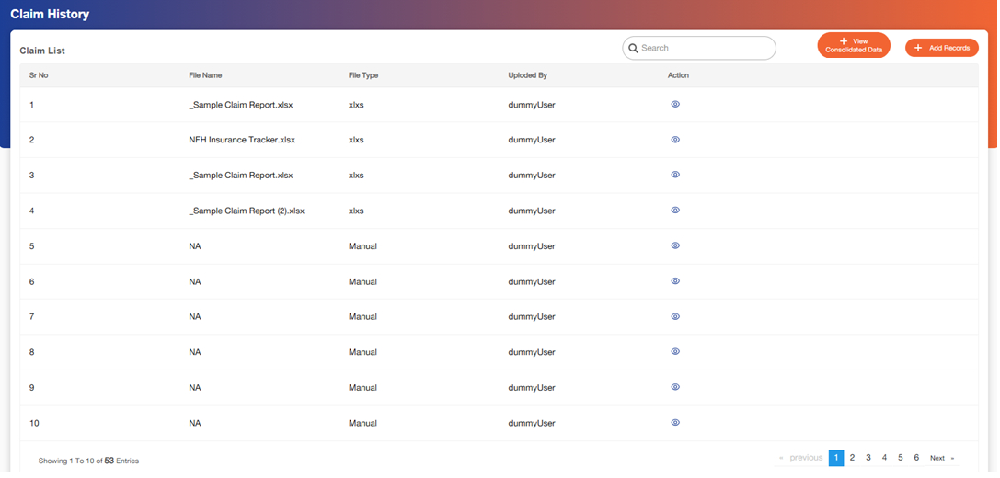 Claim History
Claim List
Search
+ View
Consolidated Data
+ Add Records
Sr No File Name File Type Uploded By Action
1 _Sample Claim Report.xlsx xlxs dummyUser
2 NFH Insurance Tracker.xlsx xlxs dummyUser
3 _Sample Claim Report.xlsx xlxs dummyUser
4 _Sample Claim Report (2).xlsx xlxs dummyUser
5 NA Manual dummyUser
6 NA Manual dummyUser
7 NA Manual dummyUser
8 NA Manual dummyUser
9 NA Manual dummyUser
10 NA Manual dummyUser
Showing 1 To 10 of 53 Entries
« previous 1 2 3 4 5 6 Next »